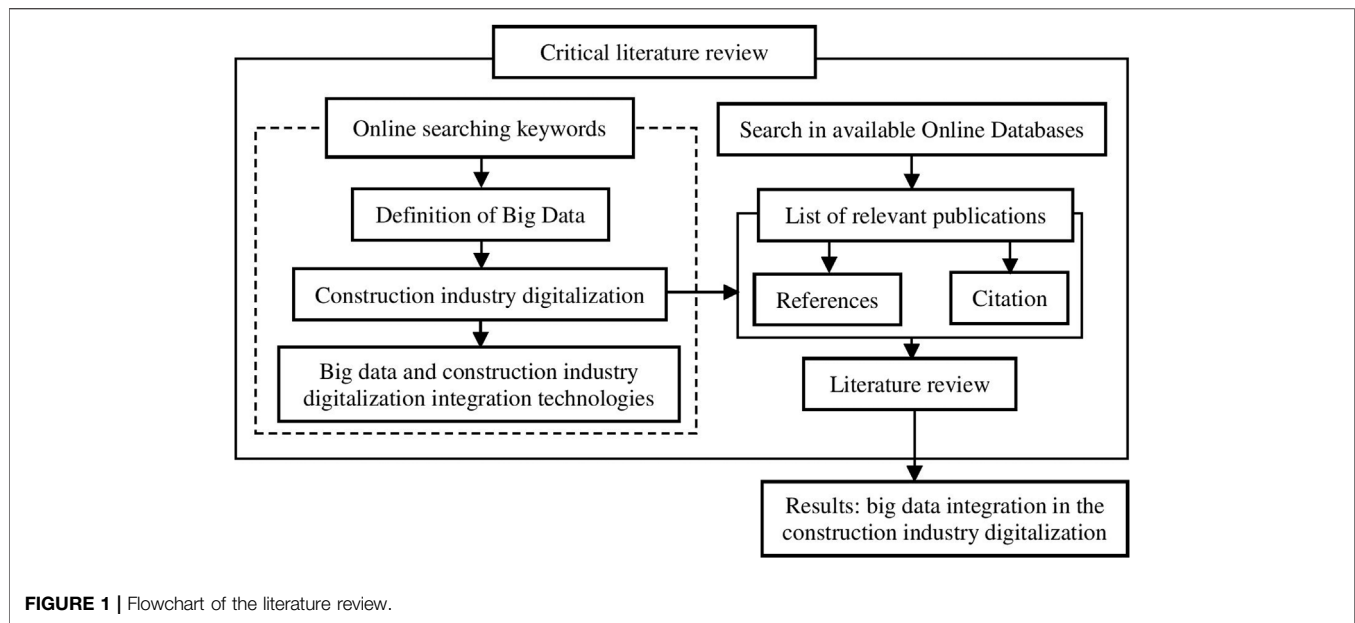 Critical literature review
Online searching keywords
Definition of Big Data
Construction industry digitalization
Big data and construction industry
digitalization integration technologies
Search in available Online Databases
List of relevant publications
References
Citation
Literature review
Results: big data integration in the
construction industry digitalization
FIGURE 1 | Flowchart of the literature review.